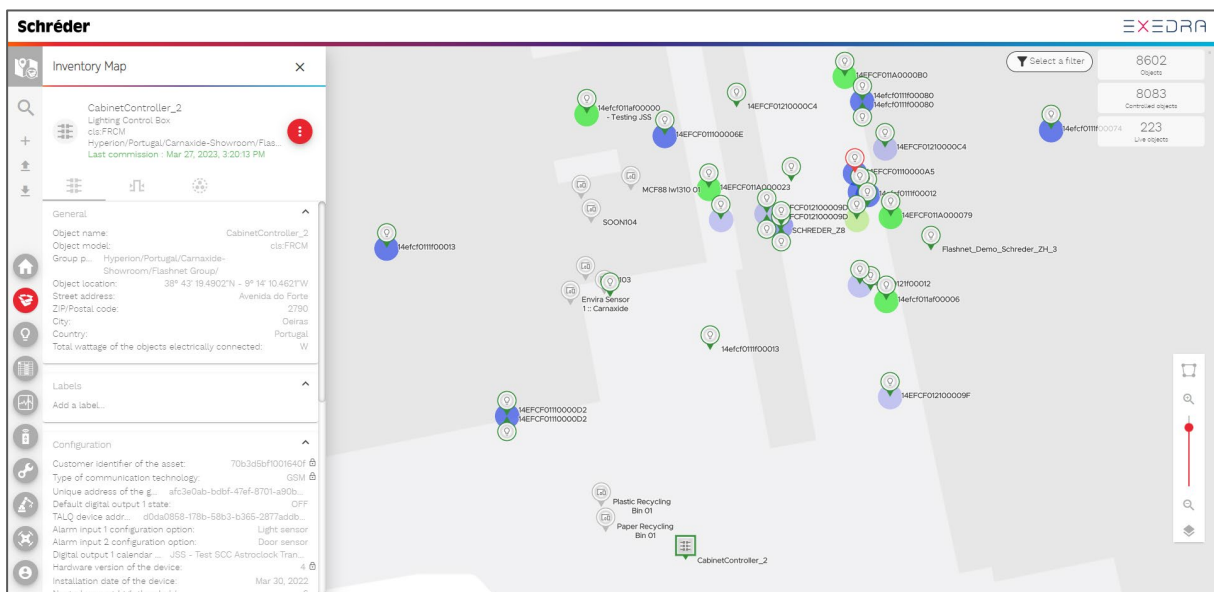 Schréder
EXEDRA
Inventory Map
CabinetController_2
Lighting Control Box
cls:FRCM
Hyperion/Portugal/Carnaxide-Showroom/Flas...
Last commission : Mar 27, 2023, 3:20:13 PM
General
Object name: CabinetController_2
Object model: cls:FRCM
Group p... Hyperion/Portugal/Carnaxide-
Showroom/Flashnet Group/
Object location: 38° 43' 19.4902"N - 9° 14' 10.4621"W
Street address: Avenida do Forte
ZIP/Postal code: 2790
City: Oeiras
Country: Portugal
Total wattage of the objects electrically connected: W
Labels
Add a label...
Configuration
Customer identifier of the asset: 70b3d5bf1001640f
Type of communication technology: GSM
Unique address of the g... afc3e0ab-bdbf-47ef-8701-a90b...
Default digital output 1 state: OFF
TALQ device addr... d0da0858-178b-58b3-b365-2877addb...
Alarm input 1 configuration option: Light sensor
Alarm input 2 configuration option: Door sensor
Digital output 1 calendar ... JSS - Test SCC Astroclock Tran...
Hardware version of the device: 4
Installation date of the device: Mar 30, 2022
Select a filter
8602
Objects
8083
Controlled objects
223
Live objects
14EFCF011A0000B0
14efcf0111f00080
14efcf0111f00080
14EFCF01210000C4
14efcf011af00000
- Testing JSS
14EFCF011100006E
14efcf0111f00074
14EFCF01210000C4
14EFCF01110000A5
14efcf0111f00012
MCF88 lw1310 01
14EFCF011A000023
SOON104
EFCF012100009D
EFCF012100009D
SCHREDER_Z8
14EFCF011A000079
14efcf0111f00013
Flashnet_Demo_Schreder_ZH_3
103
Envira Sensor
1 :: Carnaxide
0121f00012
14efcf011af00006
14efcf0111f00013
14EFCF012100009F
14EFCF01110000D2
14EFCF01110000D2
Plastic Recycling
Bin 01
Paper Recycling
Bin 01
CabinetController_2